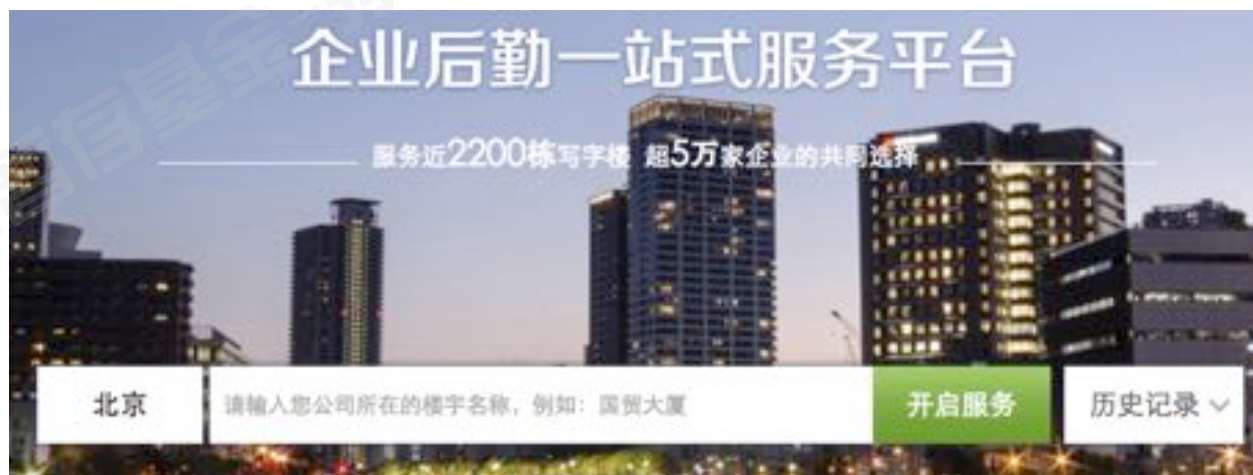 企业后勤一站式服务平台
服务近2200栋写字楼 超5万家企业的共同选择
北京
请输入您公司所在的楼宇名称，例如：国贸大厦
开启服务
历史记录